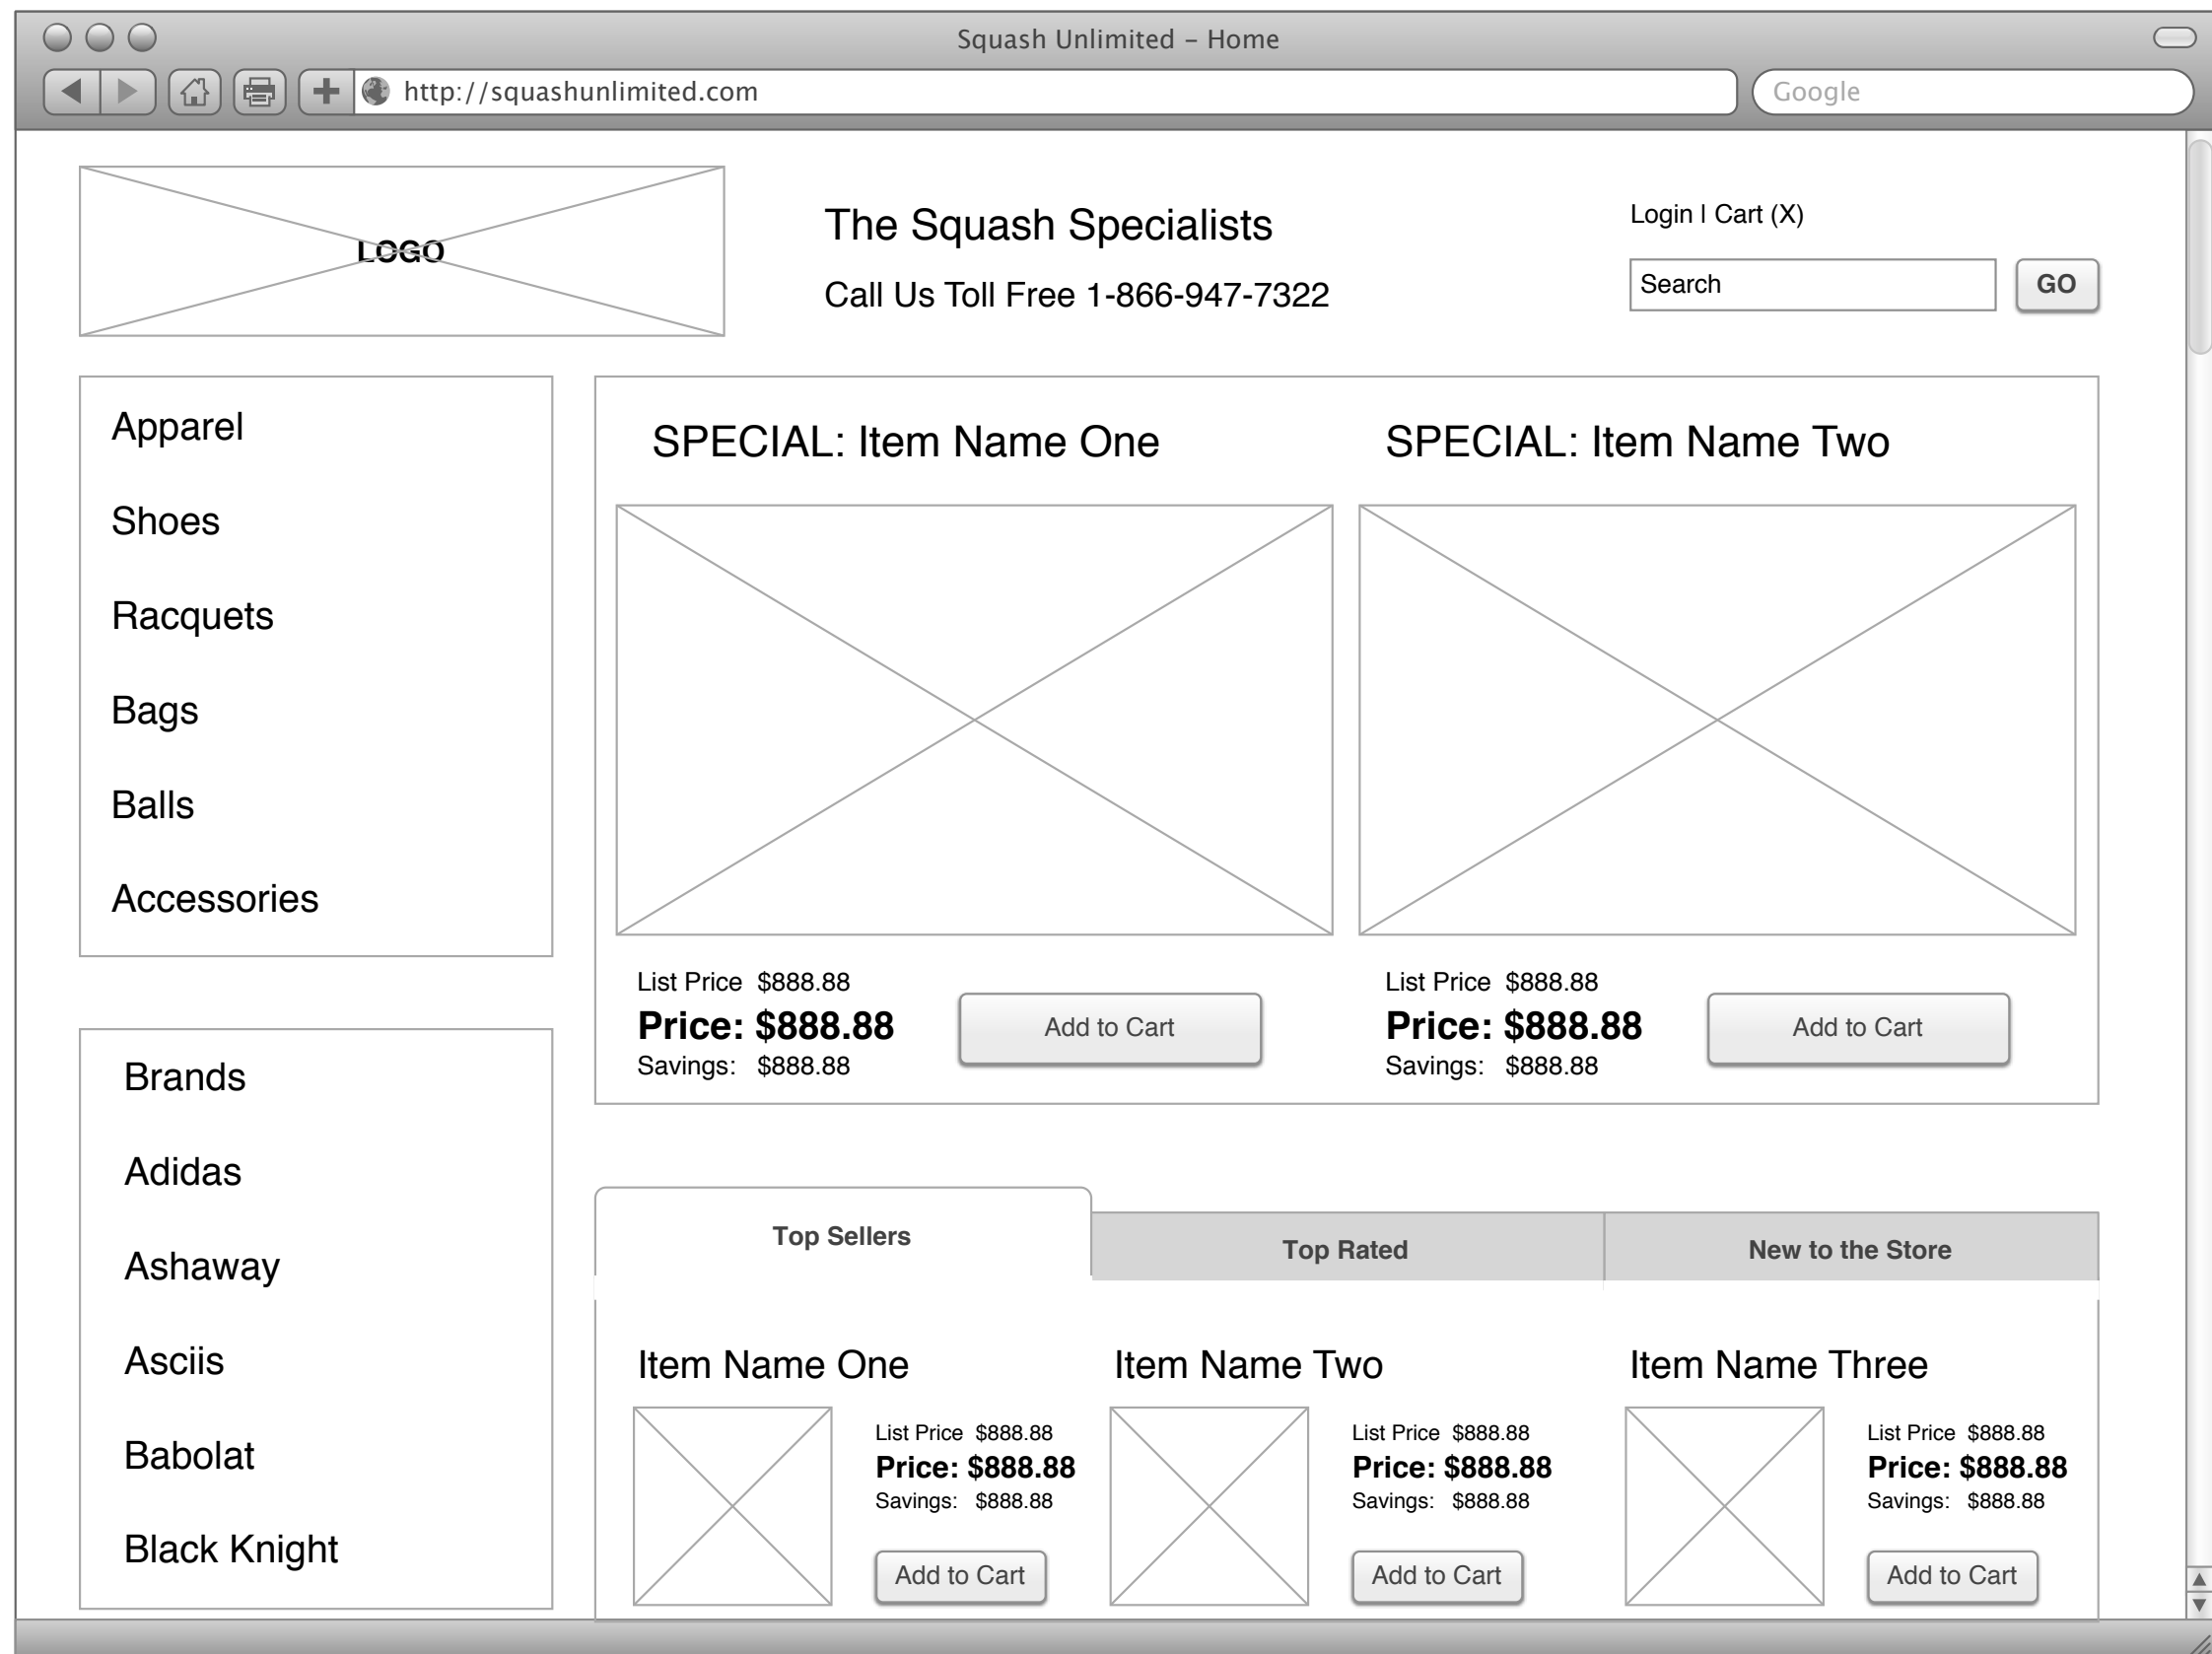 Squash Unlimited – Home
http://squashunlimited.com
Google
LOGO
The Squash Specialists
Call Us Toll Free 1-866-947-7322
Login | Cart (X)
Search
GO
Apparel
Shoes
Racquets
Bags
Balls
Accessories
Brands
Adidas
Ashaway
Asciis
Babolat
Black Knight
SPECIAL: Item Name One
List Price $888.88
Price: $888.88
Savings: $888.88
Add to Cart
SPECIAL: Item Name Two
List Price $888.88
Price: $888.88
Savings: $888.88
Add to Cart
Top Sellers
Top Rated
New to the Store
Item Name One
List Price $888.88
Price: $888.88
Savings: $888.88
Add to Cart
Item Name Two
List Price $888.88
Price: $888.88
Savings: $888.88
Add to Cart
Item Name Three
List Price $888.88
Price: $888.88
Savings: $888.88
Add to Cart